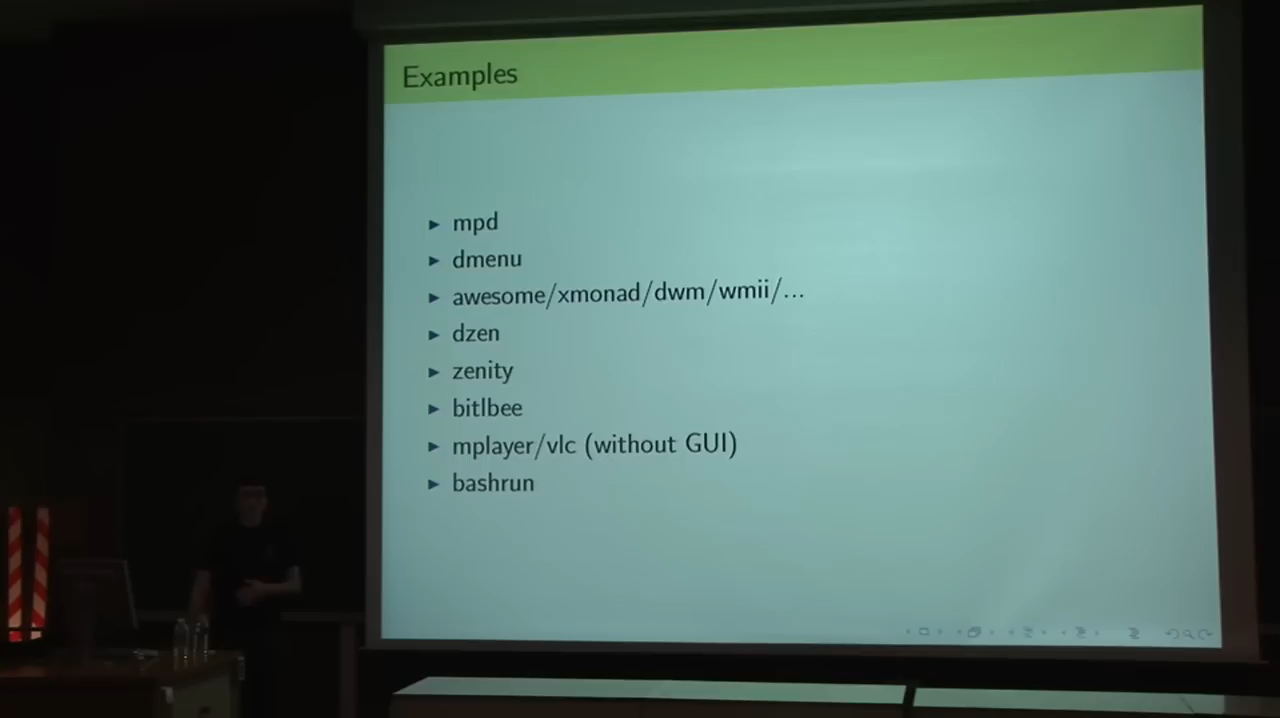 Examples
▶ mpd
▶ dmenu
▶ awesome/xmonad/dwm/wmii/...
▶ dzen
▶ zenity
▶ bitlbee
▶ mplayer/vlc (without GUI)
▶ bashrun